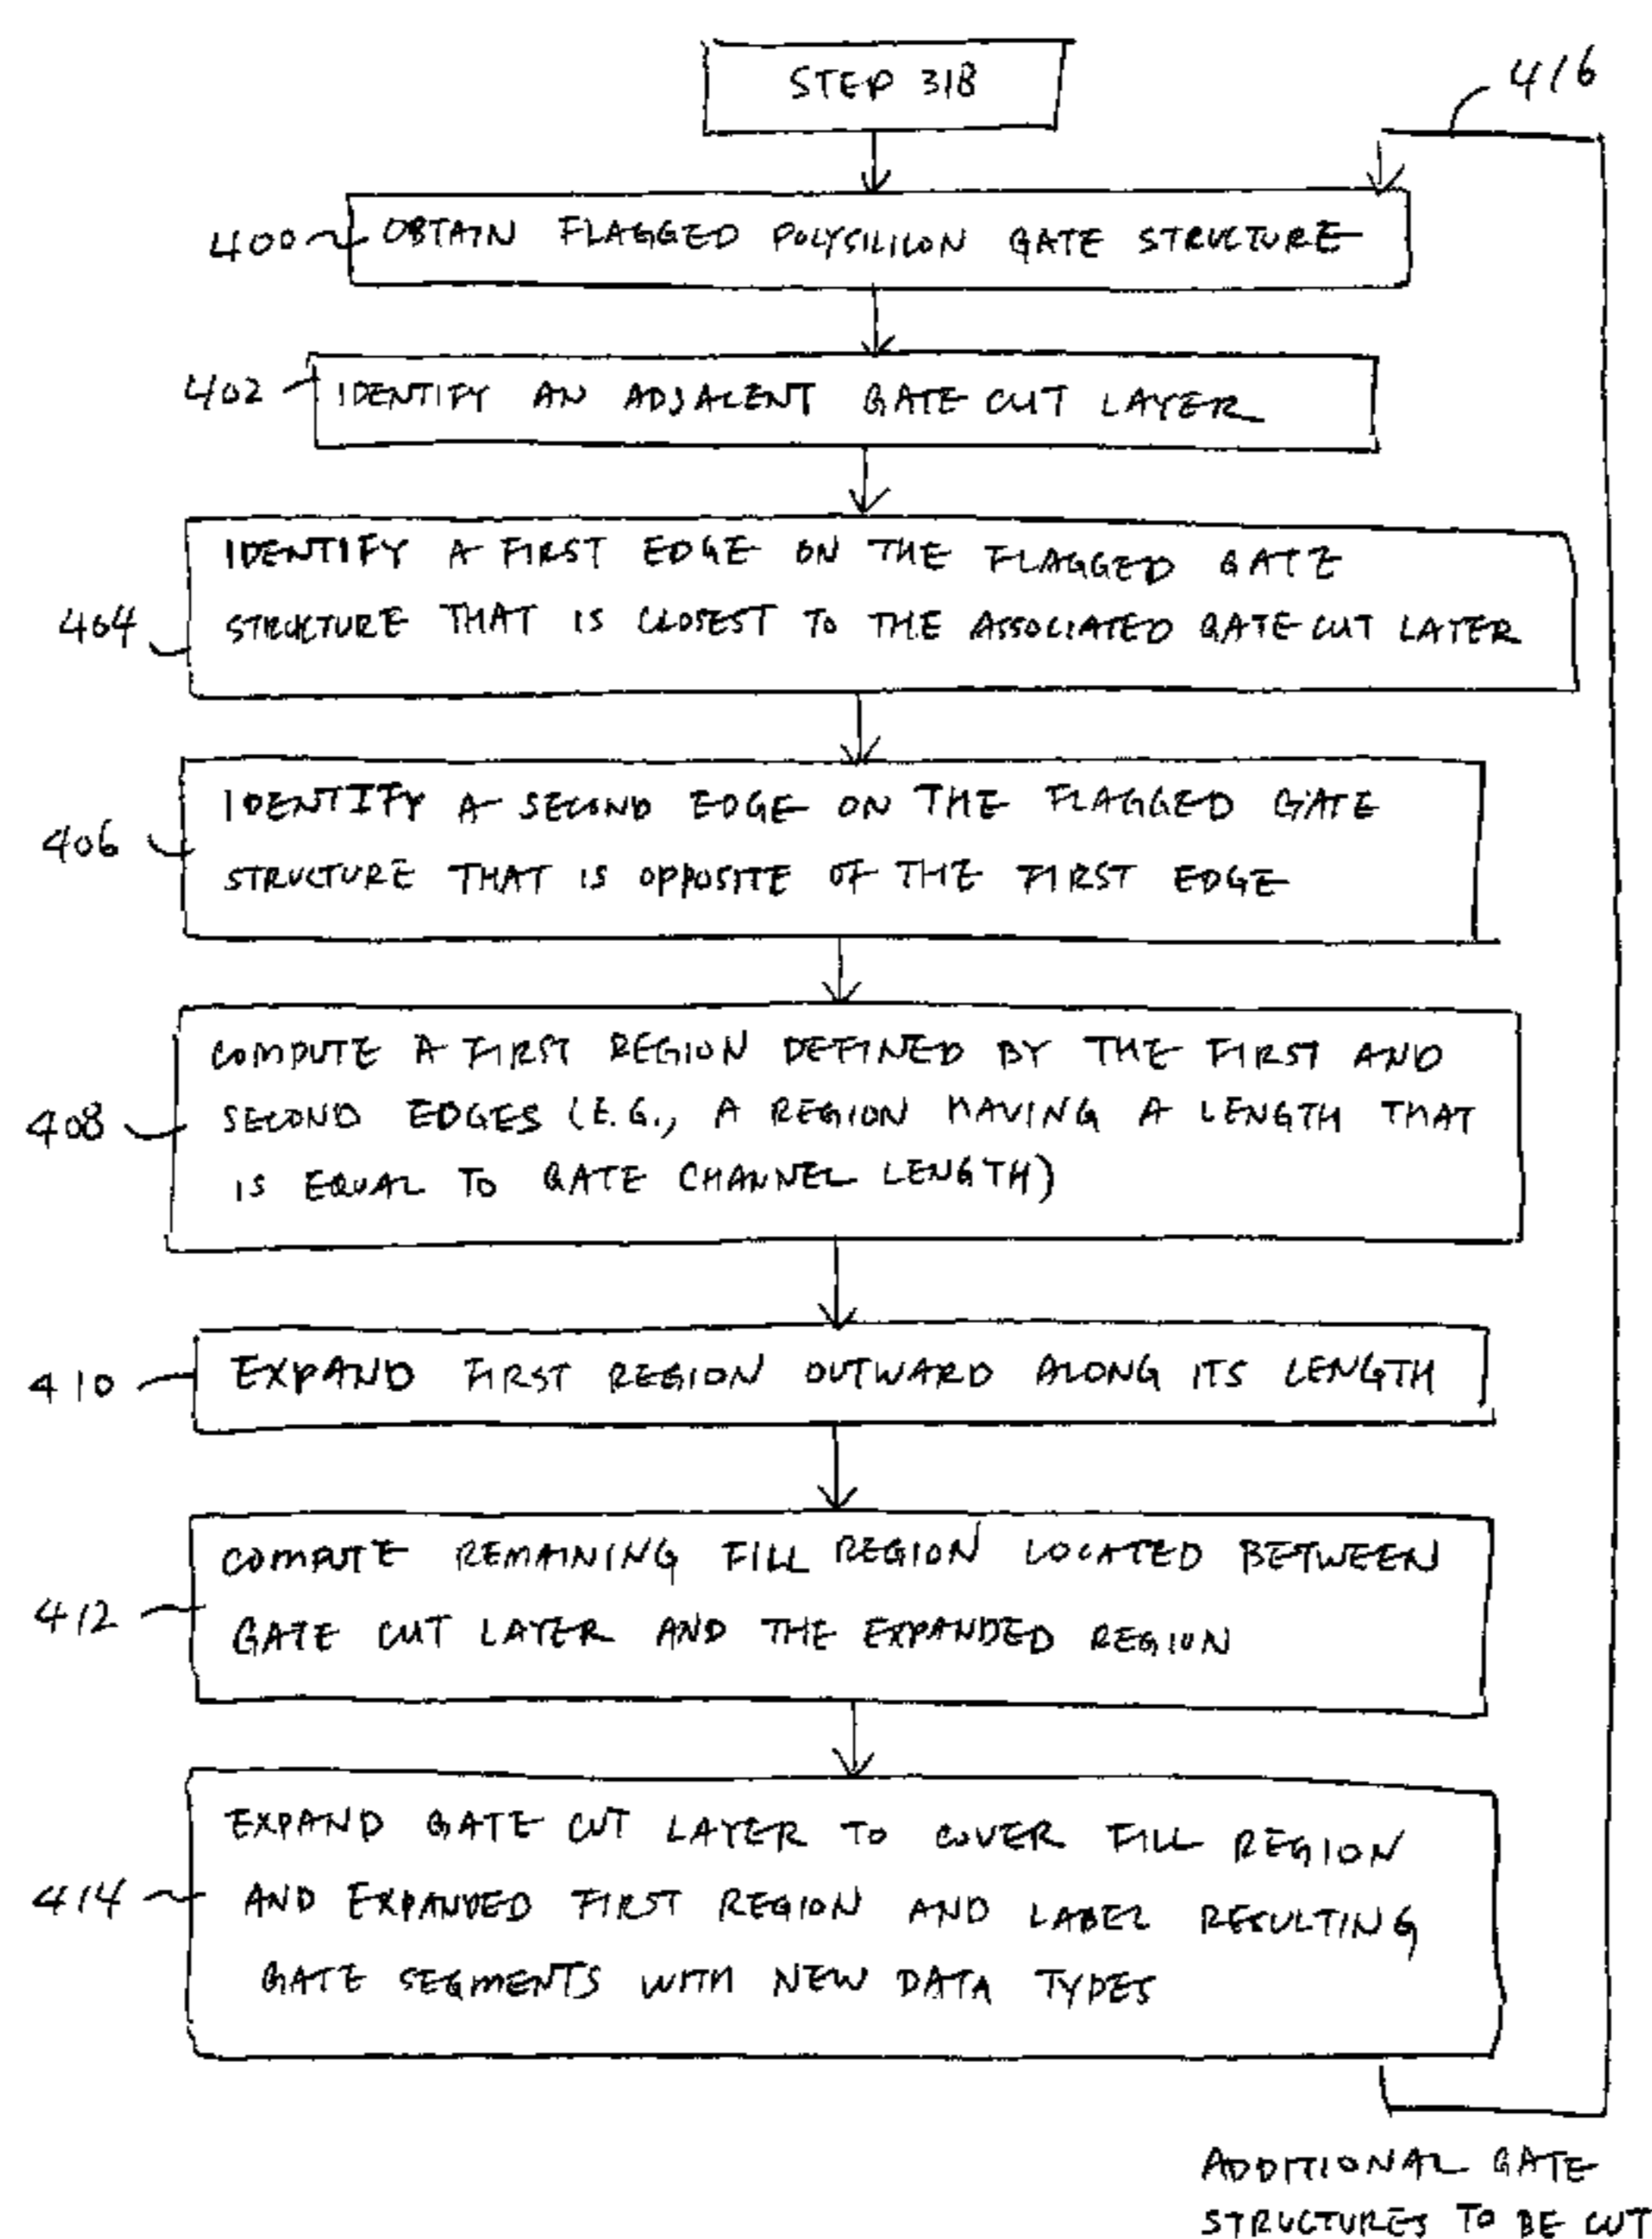 STEP 318
416
400
OBTAIN FLAGGED POLYSILICON GATE STRUCTURE
402
IDENTIFY AN ADJACENT GATE CUT LAYER
404
IDENTIFY A FIRST EDGE ON THE FLAGGED GATE
STRUCTURE THAT IS CLOSEST TO THE ASSOCIATED GATE CUT LAYER
406
IDENTIFY A SECOND EDGE ON THE FLAGGED GATE
STRUCTURE THAT IS OPPOSITE OF THE FIRST EDGE
408
COMPUTE A FIRST REGION DEFINED BY THE FIRST AND
SECOND EDGES (E.G., A REGION HAVING A LENGTH THAT
IS EQUAL TO GATE CHANNEL LENGTH)
410
EXPAND FIRST REGION OUTWARD ALONG ITS LENGTH
412
COMPUTE REMAINING FILL REGION LOCATED BETWEEN
GATE CUT LAYER AND THE EXPANDED REGION
414
EXPAND GATE CUT LAYER TO COVER FILL REGION
AND EXPANDED FIRST REGION AND LABEL RESULTING
GATE SEGMENTS WITH NEW DATA TYPES
ADDITIONAL GATE
STRUCTURES TO BE CUT